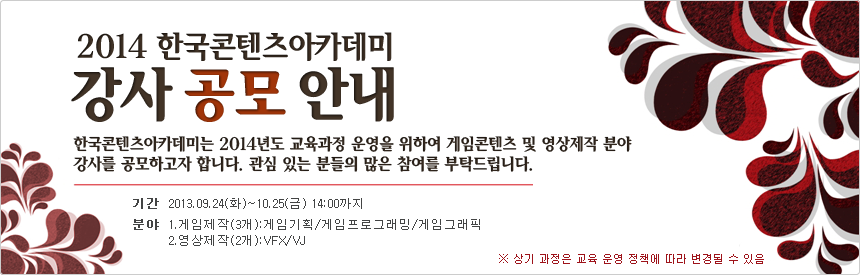 2014 한국콘텐츠아카데미
강사 공모 안내
한국콘텐츠아카데미는 2014년도 교육과정 운영을 위하여 게임콘텐츠 및 영상제작 분야
강사를 공모하고자 합니다. 관심 있는 분들의 많은 참여를 부탁드립니다.
기간 2013.09.24(화)~10.25(금) 14:00까지
분야 1.게임제작(3개):게임기획/게임프로그래밍/게임그래픽
2.영상제작(2개):VFX/VJ
※ 상기 과정은 교육 운영 정책에 따라 변경될 수 있음